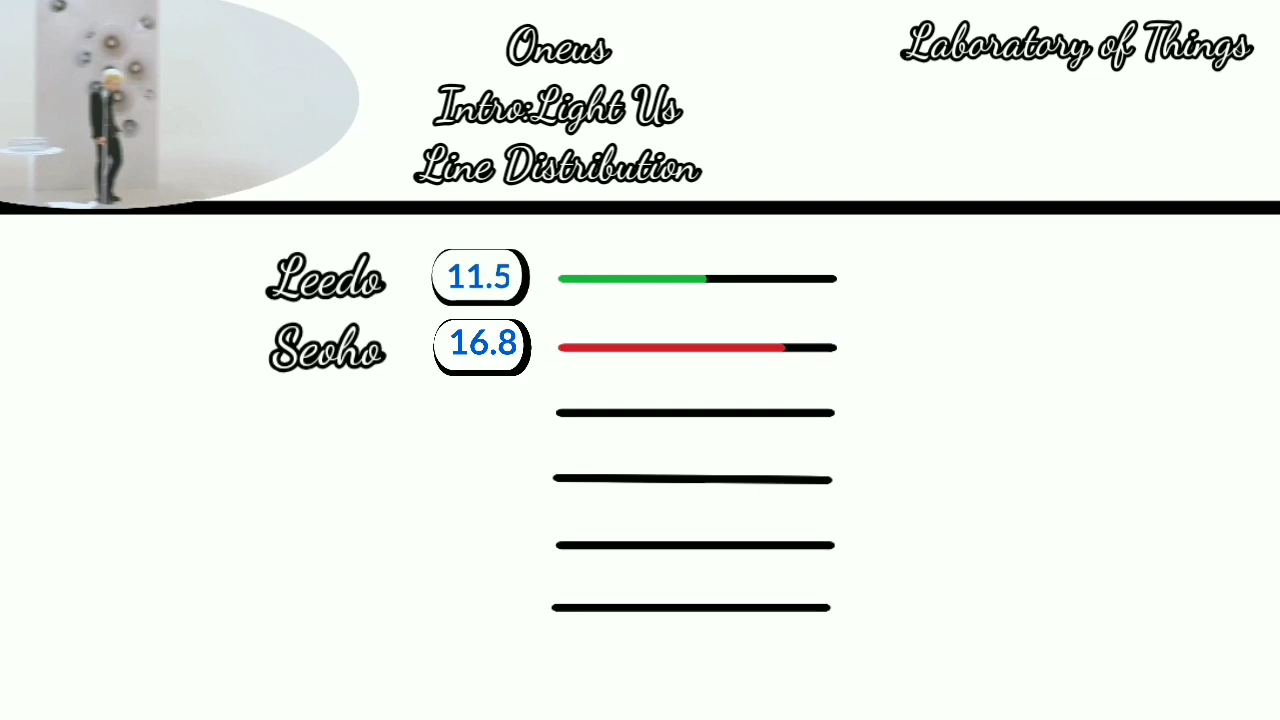 Oneus
Intro:Light Us
Line Distribution
Laboratory of Things
Leedo 11.5
Seoho 16.8